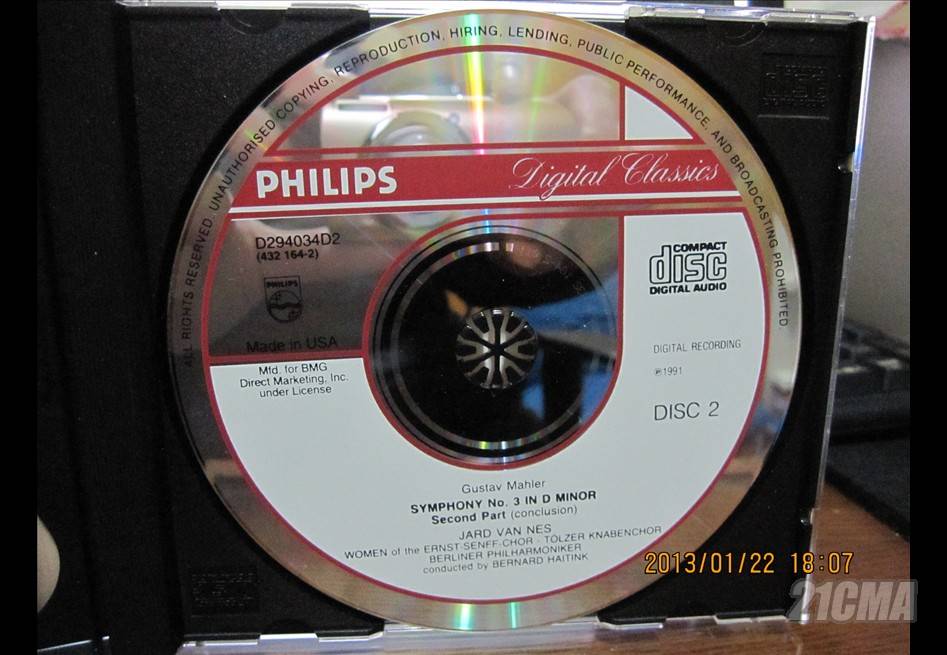 ALL RIGHTS RESERVED. UNAUTHORISED COPYING, REPRODUCTION, HIRING, LENDING, PUBLIC PERFORMANCE, AND BROADCASTING PROHIBITED.
PHILIPS
Digital Classics
D294034D2
(432 164-2)
PHILIPS
Made in USA
Mfd. for BMG
Direct Marketing, Inc.
under License
COMPACT
disc
DIGITAL AUDIO
DIGITAL RECORDING
℗1991
DISC 2
Gustav Mahler
SYMPHONY No. 3 IN D MINOR
Second Part (conclusion)
JARD VAN NES
WOMEN of the ERNST-SENFF-CHOR · TÖLZER KNABENCHOR
BERLINER PHILHARMONIKER
conducted by BERNARD HAITINK
2013/01/22 18:07
21CMA